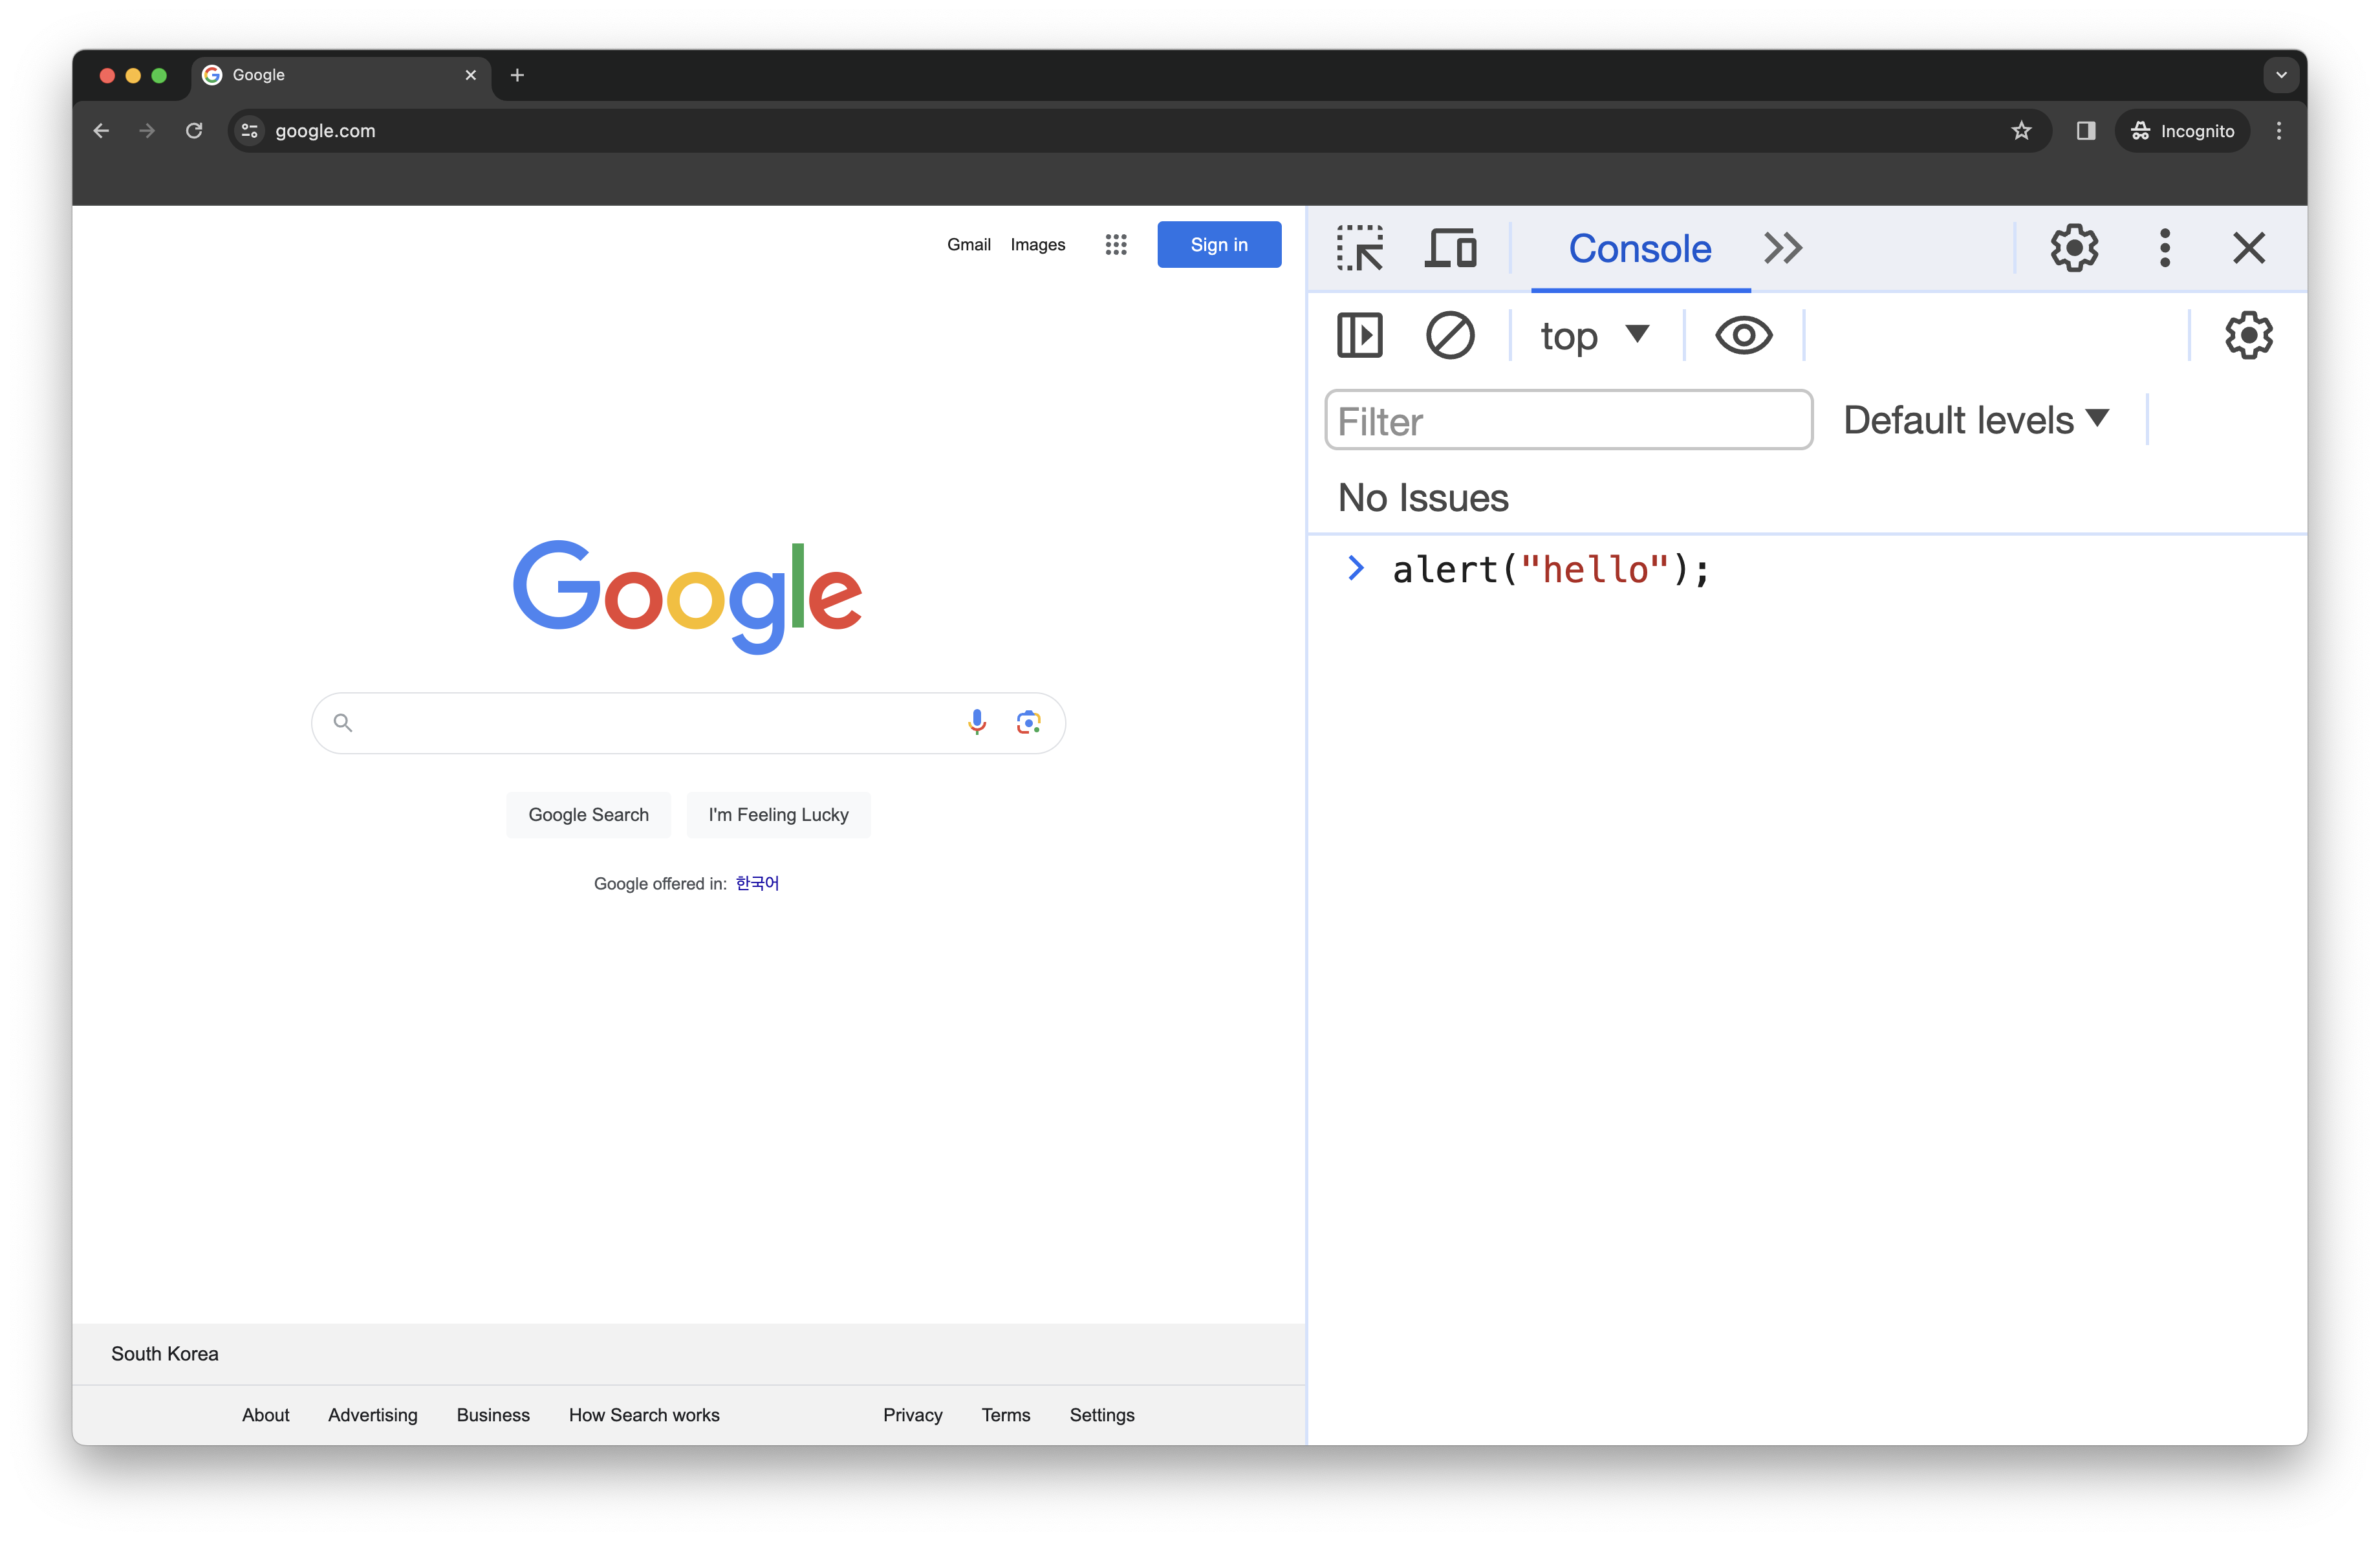 Google
google.com
Incognito
Gmail Images Sign in
Google
Google Search I'm Feeling Lucky
Google offered in: 한국어
South Korea
About Advertising Business How Search works Privacy Terms Settings
Console
top
Filter Default levels
No Issues
alert("hello");